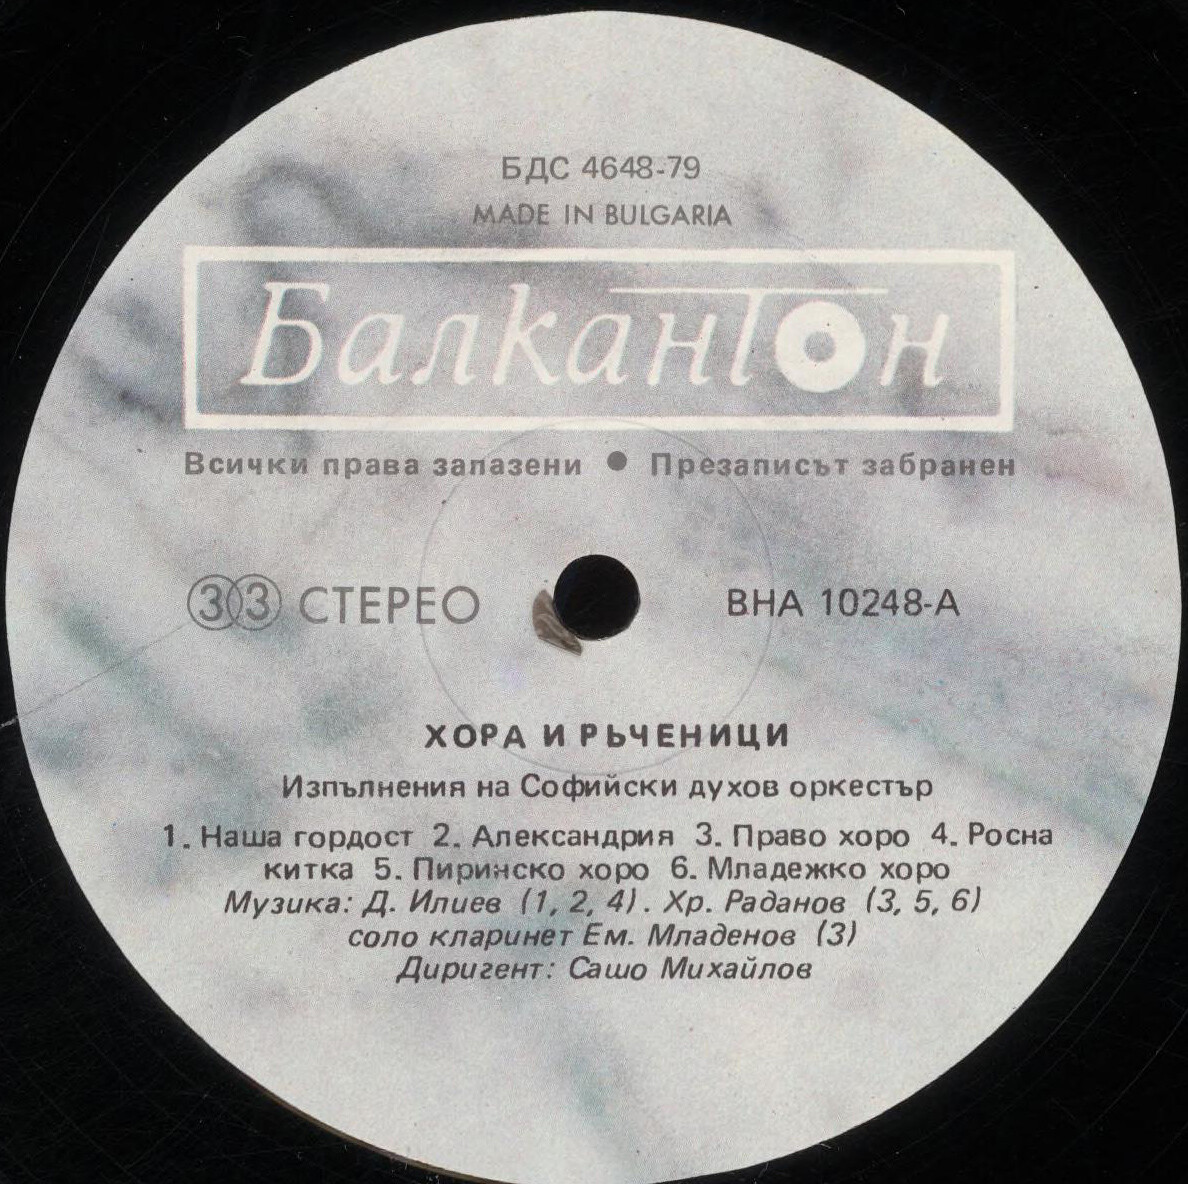 БДС 4648-79
MADE IN BULGARIA
Балкантон
Всички права запазени ● Презаписът забранен
33 СТЕРЕО
ВНА 10248-А
ХОРА И РЪЧЕНИЦИ
Изпълнения на Софийски духов оркестър
1. Наша гордост 2. Александрия 3. Право хоро 4. Росна
китка 5. Пиринско хоро 6. Младежко хоро
Музика: Д. Илиев (1, 2, 4). Хр. Раданов (3, 5, 6)
соло кларинет Ем. Младенов (3)
Диригент: Сашо Михайлов